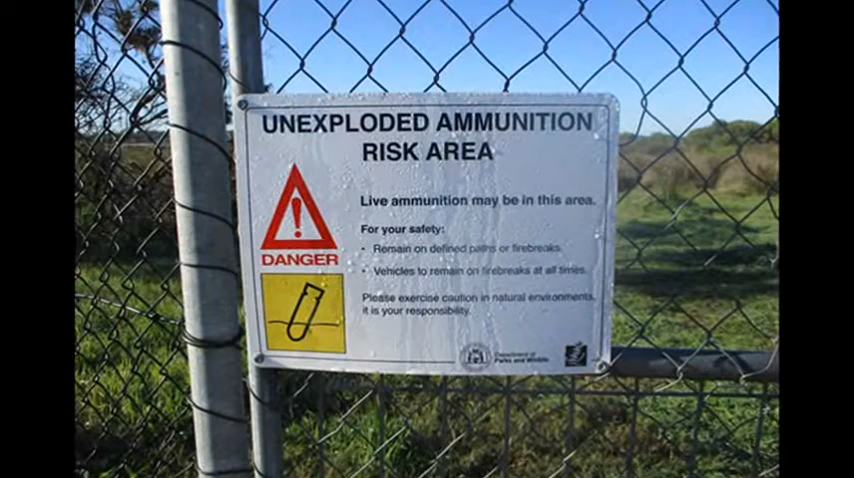 UNEXPLODED AMMUNITION
RISK AREA
Live ammunition may be in this area.
For your safety:
• Remain on defined paths or firebreaks.
• Vehicles to remain on firebreaks at all times.
DANGER
Please exercise caution in natural environments,
it is your responsibility.
Department of
Parks and Wildlife